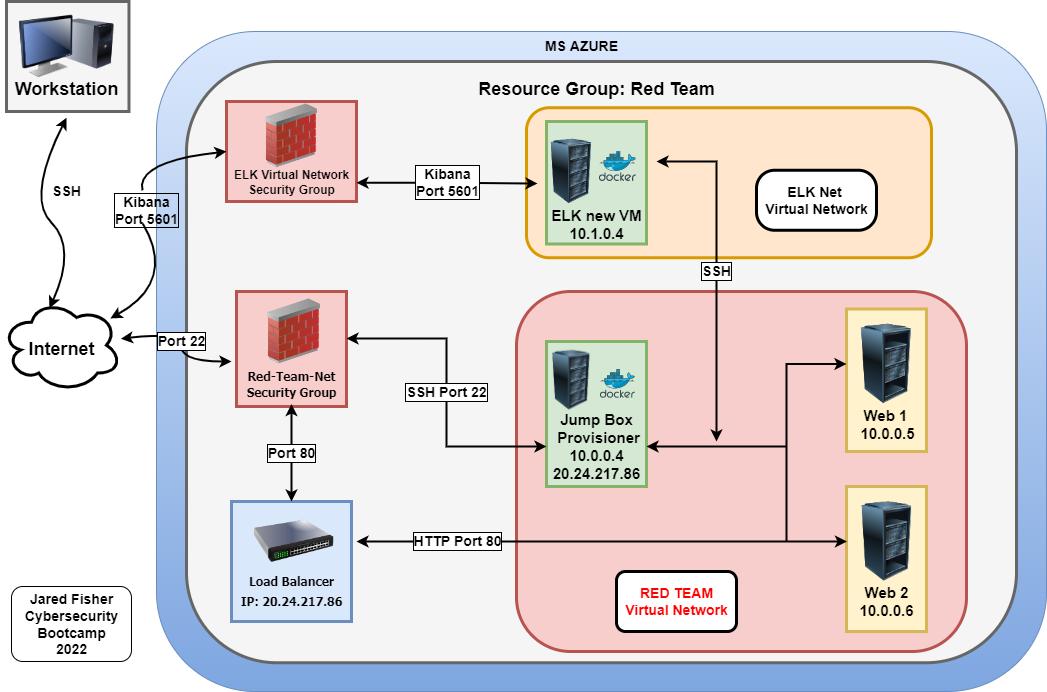 MS AZURE
Workstation
Resource Group: Red Team
ELK Virtual Network
Security Group
Kibana
Port 5601
docker
ELK new VM
10.1.0.4
ELK Net
Virtual Network
SSH
Kibana
Port 5601
SSH
Internet
Port 22
Red-Team-Net
Security Group
SSH Port 22
docker
Jump Box
Provisioner
10.0.0.4
20.24.217.86
Web 1
10.0.0.5
Port 80
Load Balancer
IP: 20.24.217.86
HTTP Port 80
Web 2
10.0.0.6
RED TEAM
Virtual Network
Jared Fisher
Cybersecurity
Bootcamp
2022